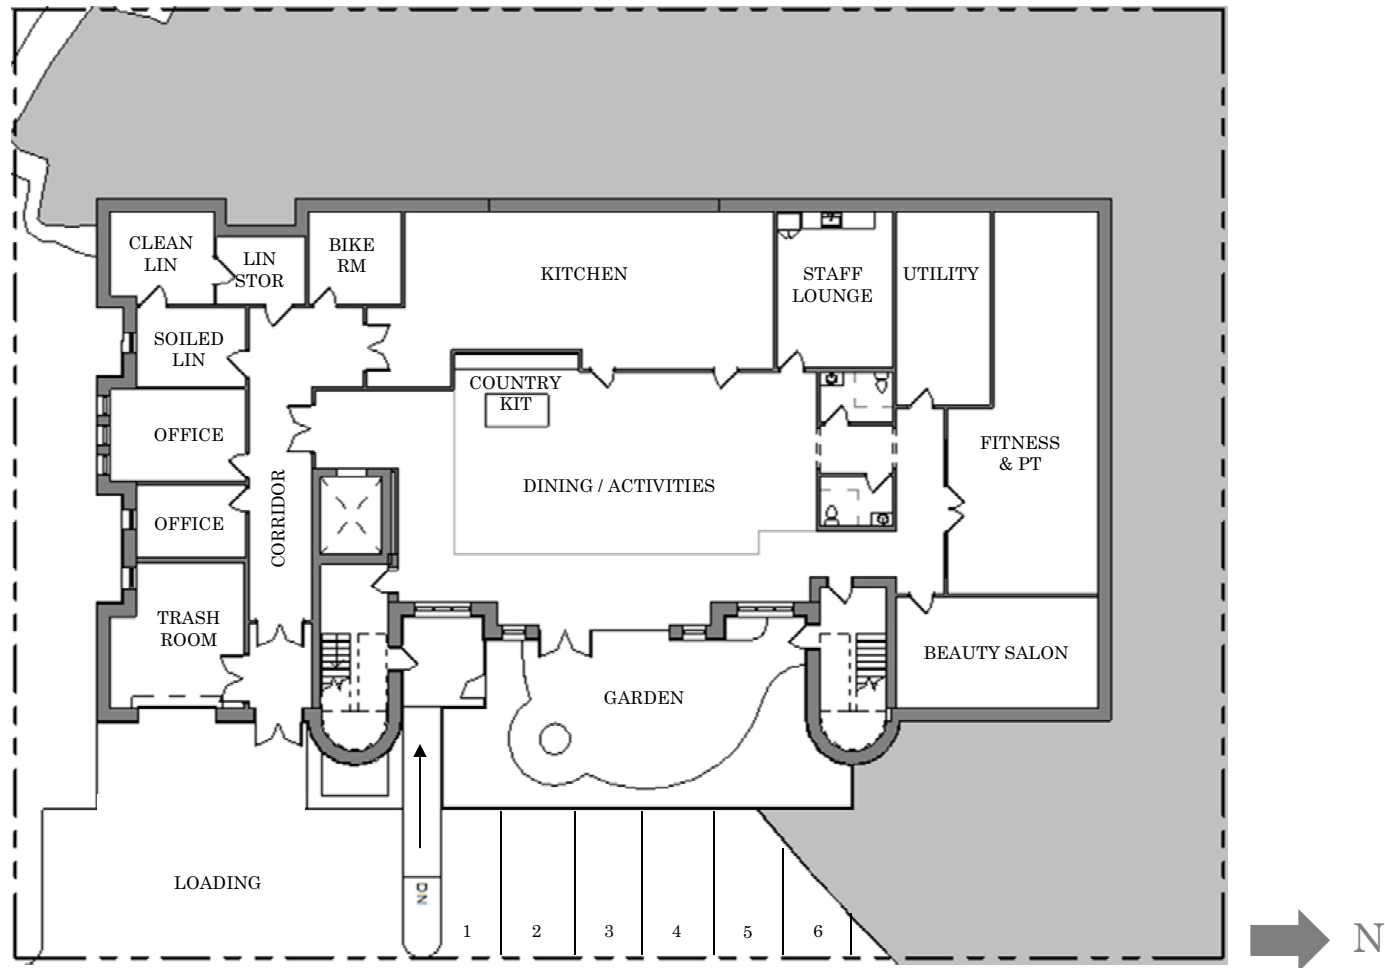 CLEAN
LIN
LIN
STOR
BIKE
RM
KITCHEN
STAFF
LOUNGE
UTILITY
SOILED
LIN
COUNTRY
KIT
OFFICE
FITNESS
& PT
DINING / ACTIVITIES
OFFICE
CORRIDOR
TRASH
ROOM
BEAUTY SALON
GARDEN
LOADING
DN
1
2
3
4
5
6
N